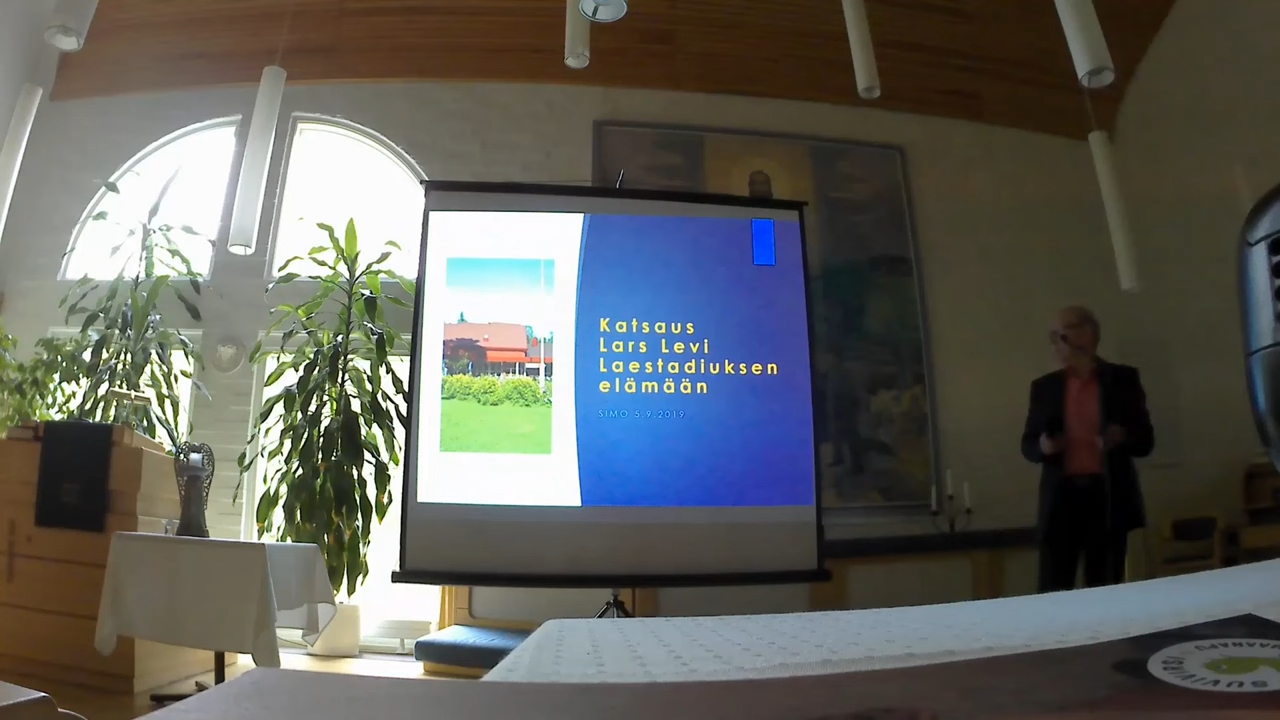 Katsaus
Lars Levi
Laestadiuksen
elämään
SIMO 5.9.2019